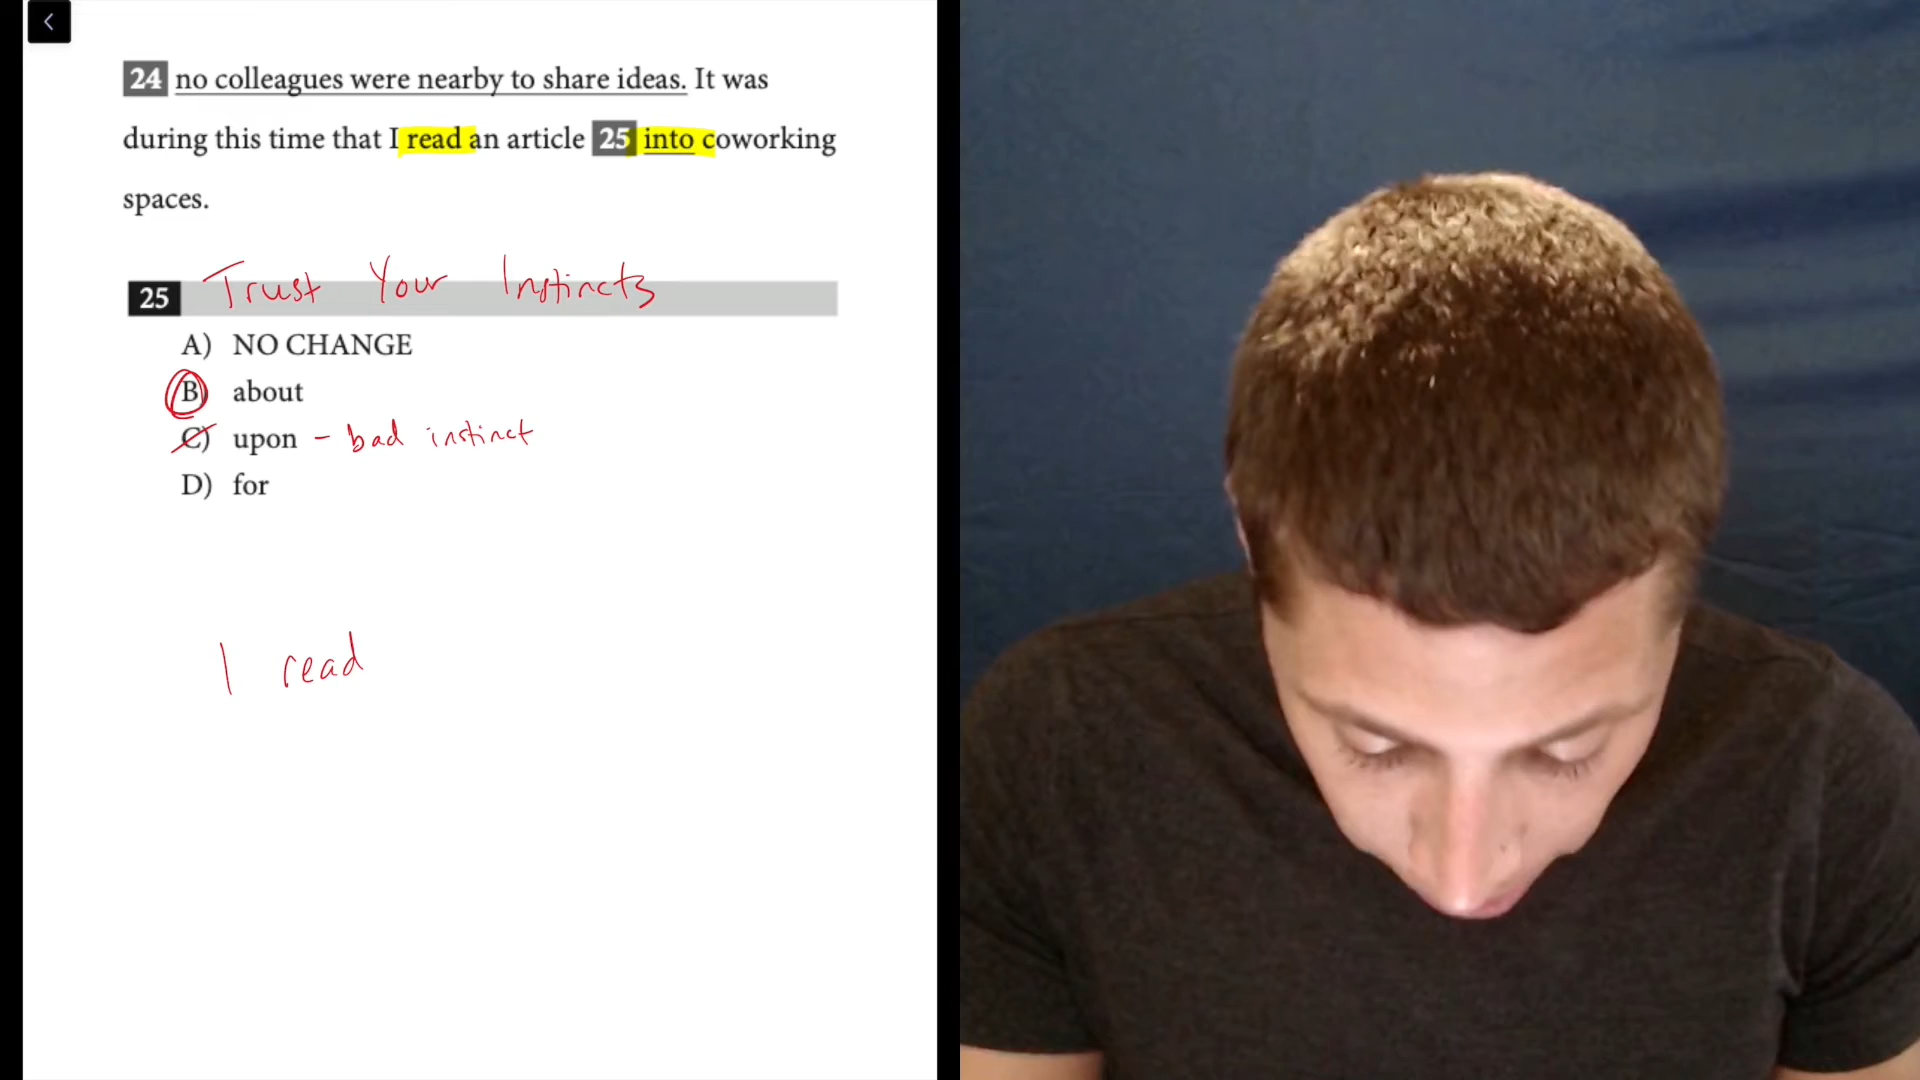 24 no colleagues were nearby to share ideas. It was
during this time that I read an article 25 into coworking
spaces.
25 Trust Your Instincts
A) NO CHANGE
B) about
C) upon - bad instinct
D) for
I read